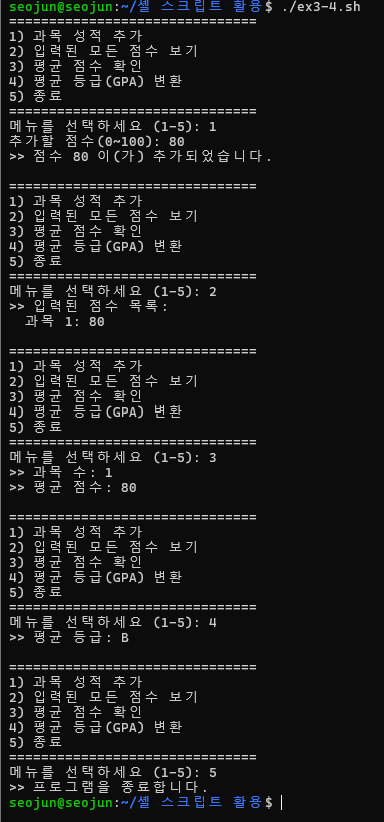 seojun@seojun:~/셸 스크립트 활용$ ./ex3-4.sh
================================
1) 과목 성적 추가
2) 입력된 모든 점수 보기
3) 평균 점수 확인
4) 평균 등급(GPA) 변환
5) 종료
================================
메뉴를 선택하세요 (1-5): 1
추가할 점수(0~100): 80
>> 점수 80 이(가) 추가되었습니다.

================================
1) 과목 성적 추가
2) 입력된 모든 점수 보기
3) 평균 점수 확인
4) 평균 등급(GPA) 변환
5) 종료
================================
메뉴를 선택하세요 (1-5): 2
>> 입력된 점수 목록:
  과목 1: 80

================================
1) 과목 성적 추가
2) 입력된 모든 점수 보기
3) 평균 점수 확인
4) 평균 등급(GPA) 변환
5) 종료
================================
메뉴를 선택하세요 (1-5): 3
>> 과목 수: 1
>> 평균 점수: 80

================================
1) 과목 성적 추가
2) 입력된 모든 점수 보기
3) 평균 점수 확인
4) 평균 등급(GPA) 변환
5) 종료
================================
메뉴를 선택하세요 (1-5): 4
>> 평균 등급: B

================================
1) 과목 성적 추가
2) 입력된 모든 점수 보기
3) 평균 점수 확인
4) 평균 등급(GPA) 변환
5) 종료
================================
메뉴를 선택하세요 (1-5): 5
>> 프로그램을 종료합니다.
seojun@seojun:~/셸 스크립트 활용$